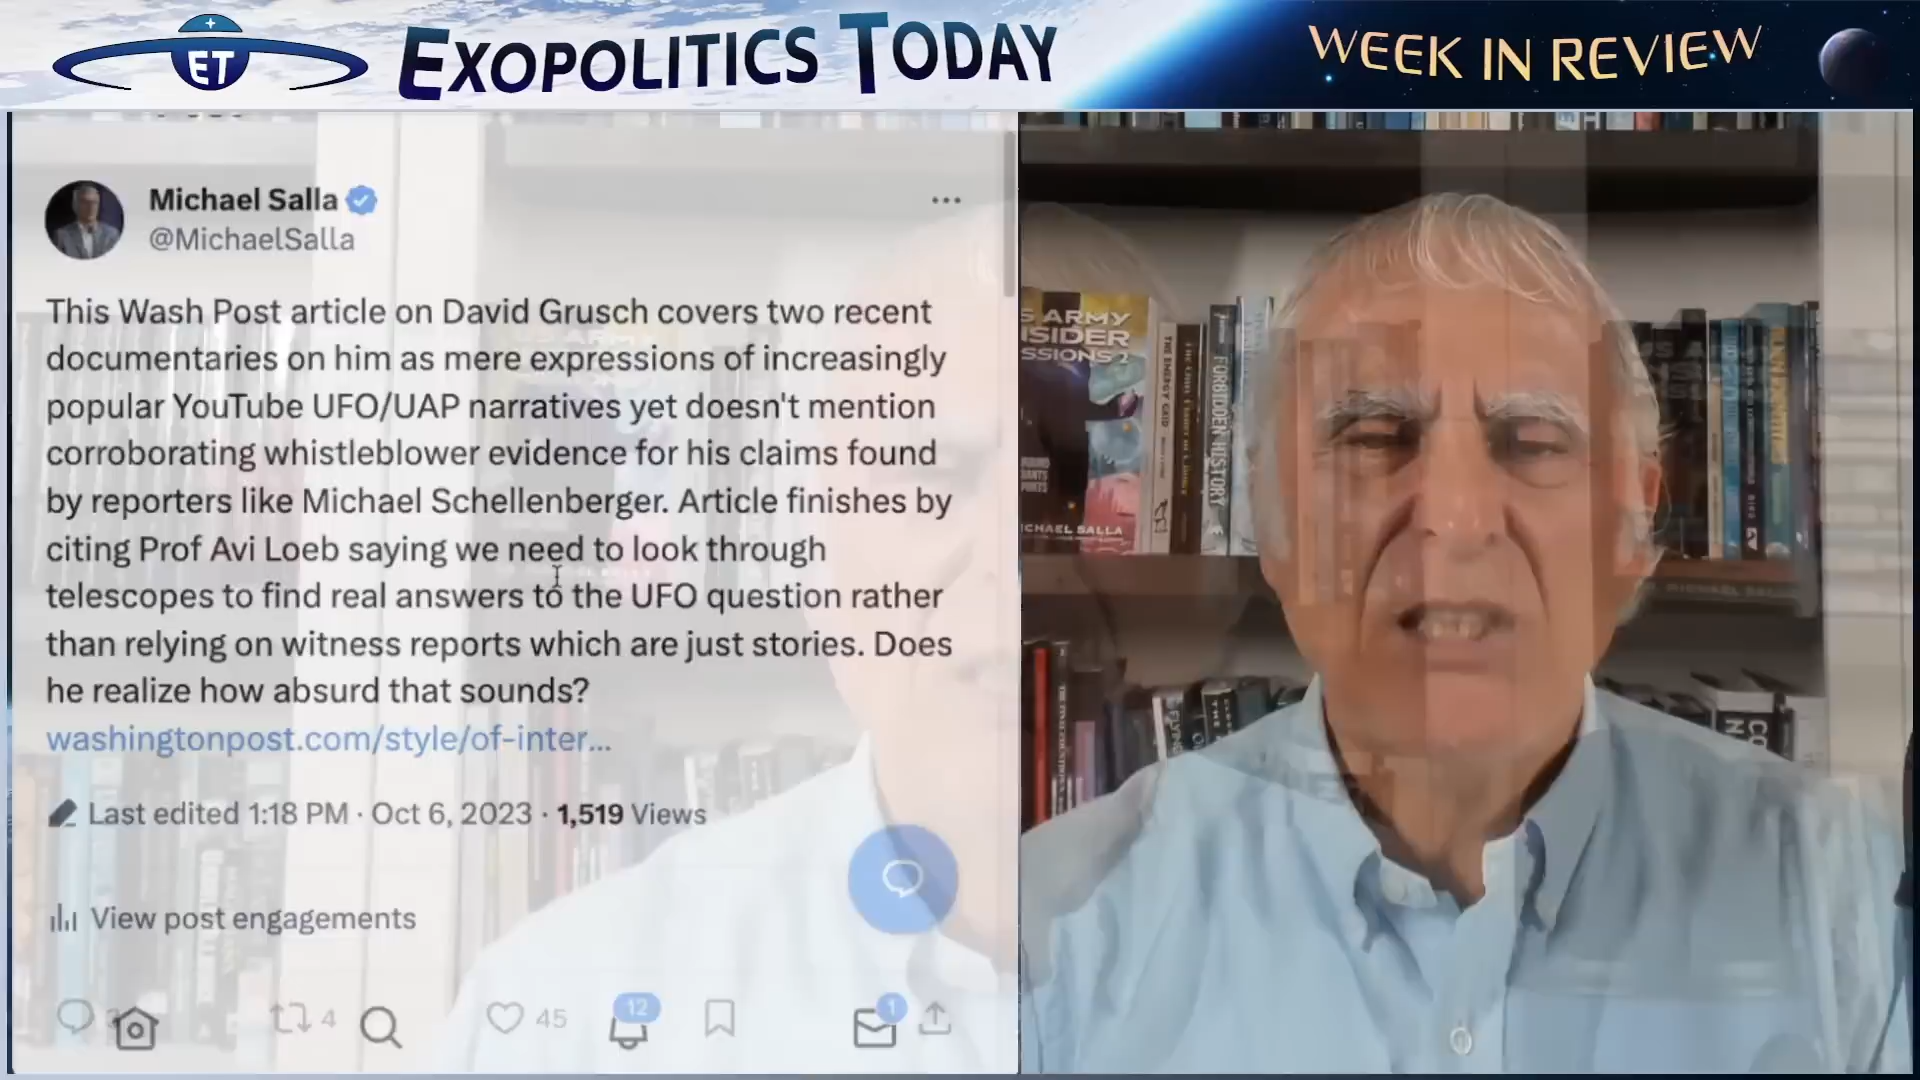 ET
EXOPOLITICS TODAY
WEEK IN REVIEW
Michael Salla
@MichaelSalla
This Wash Post article on David Grusch covers two recent
documentaries on him as mere expressions of increasingly
popular YouTube UFO/UAP narratives yet doesn't mention
corroborating whistleblower evidence for his claims found
by reporters like Michael Schellenberger. Article finishes by
citing Prof Avi Loeb saying we need to look through
telescopes to find real answers to the UFO question rather
than relying on witness reports which are just stories. Does
he realize how absurd that sounds?
washingtonpost.com/style/of-inter...
Last edited 1:18 PM · Oct 6, 2023 · 1,519 Views
View post engagements
4
45
12
1
S ARMY
NSIDER
SSIONS 2
CHAEL SALLA
FORBIDDEN HISTORY